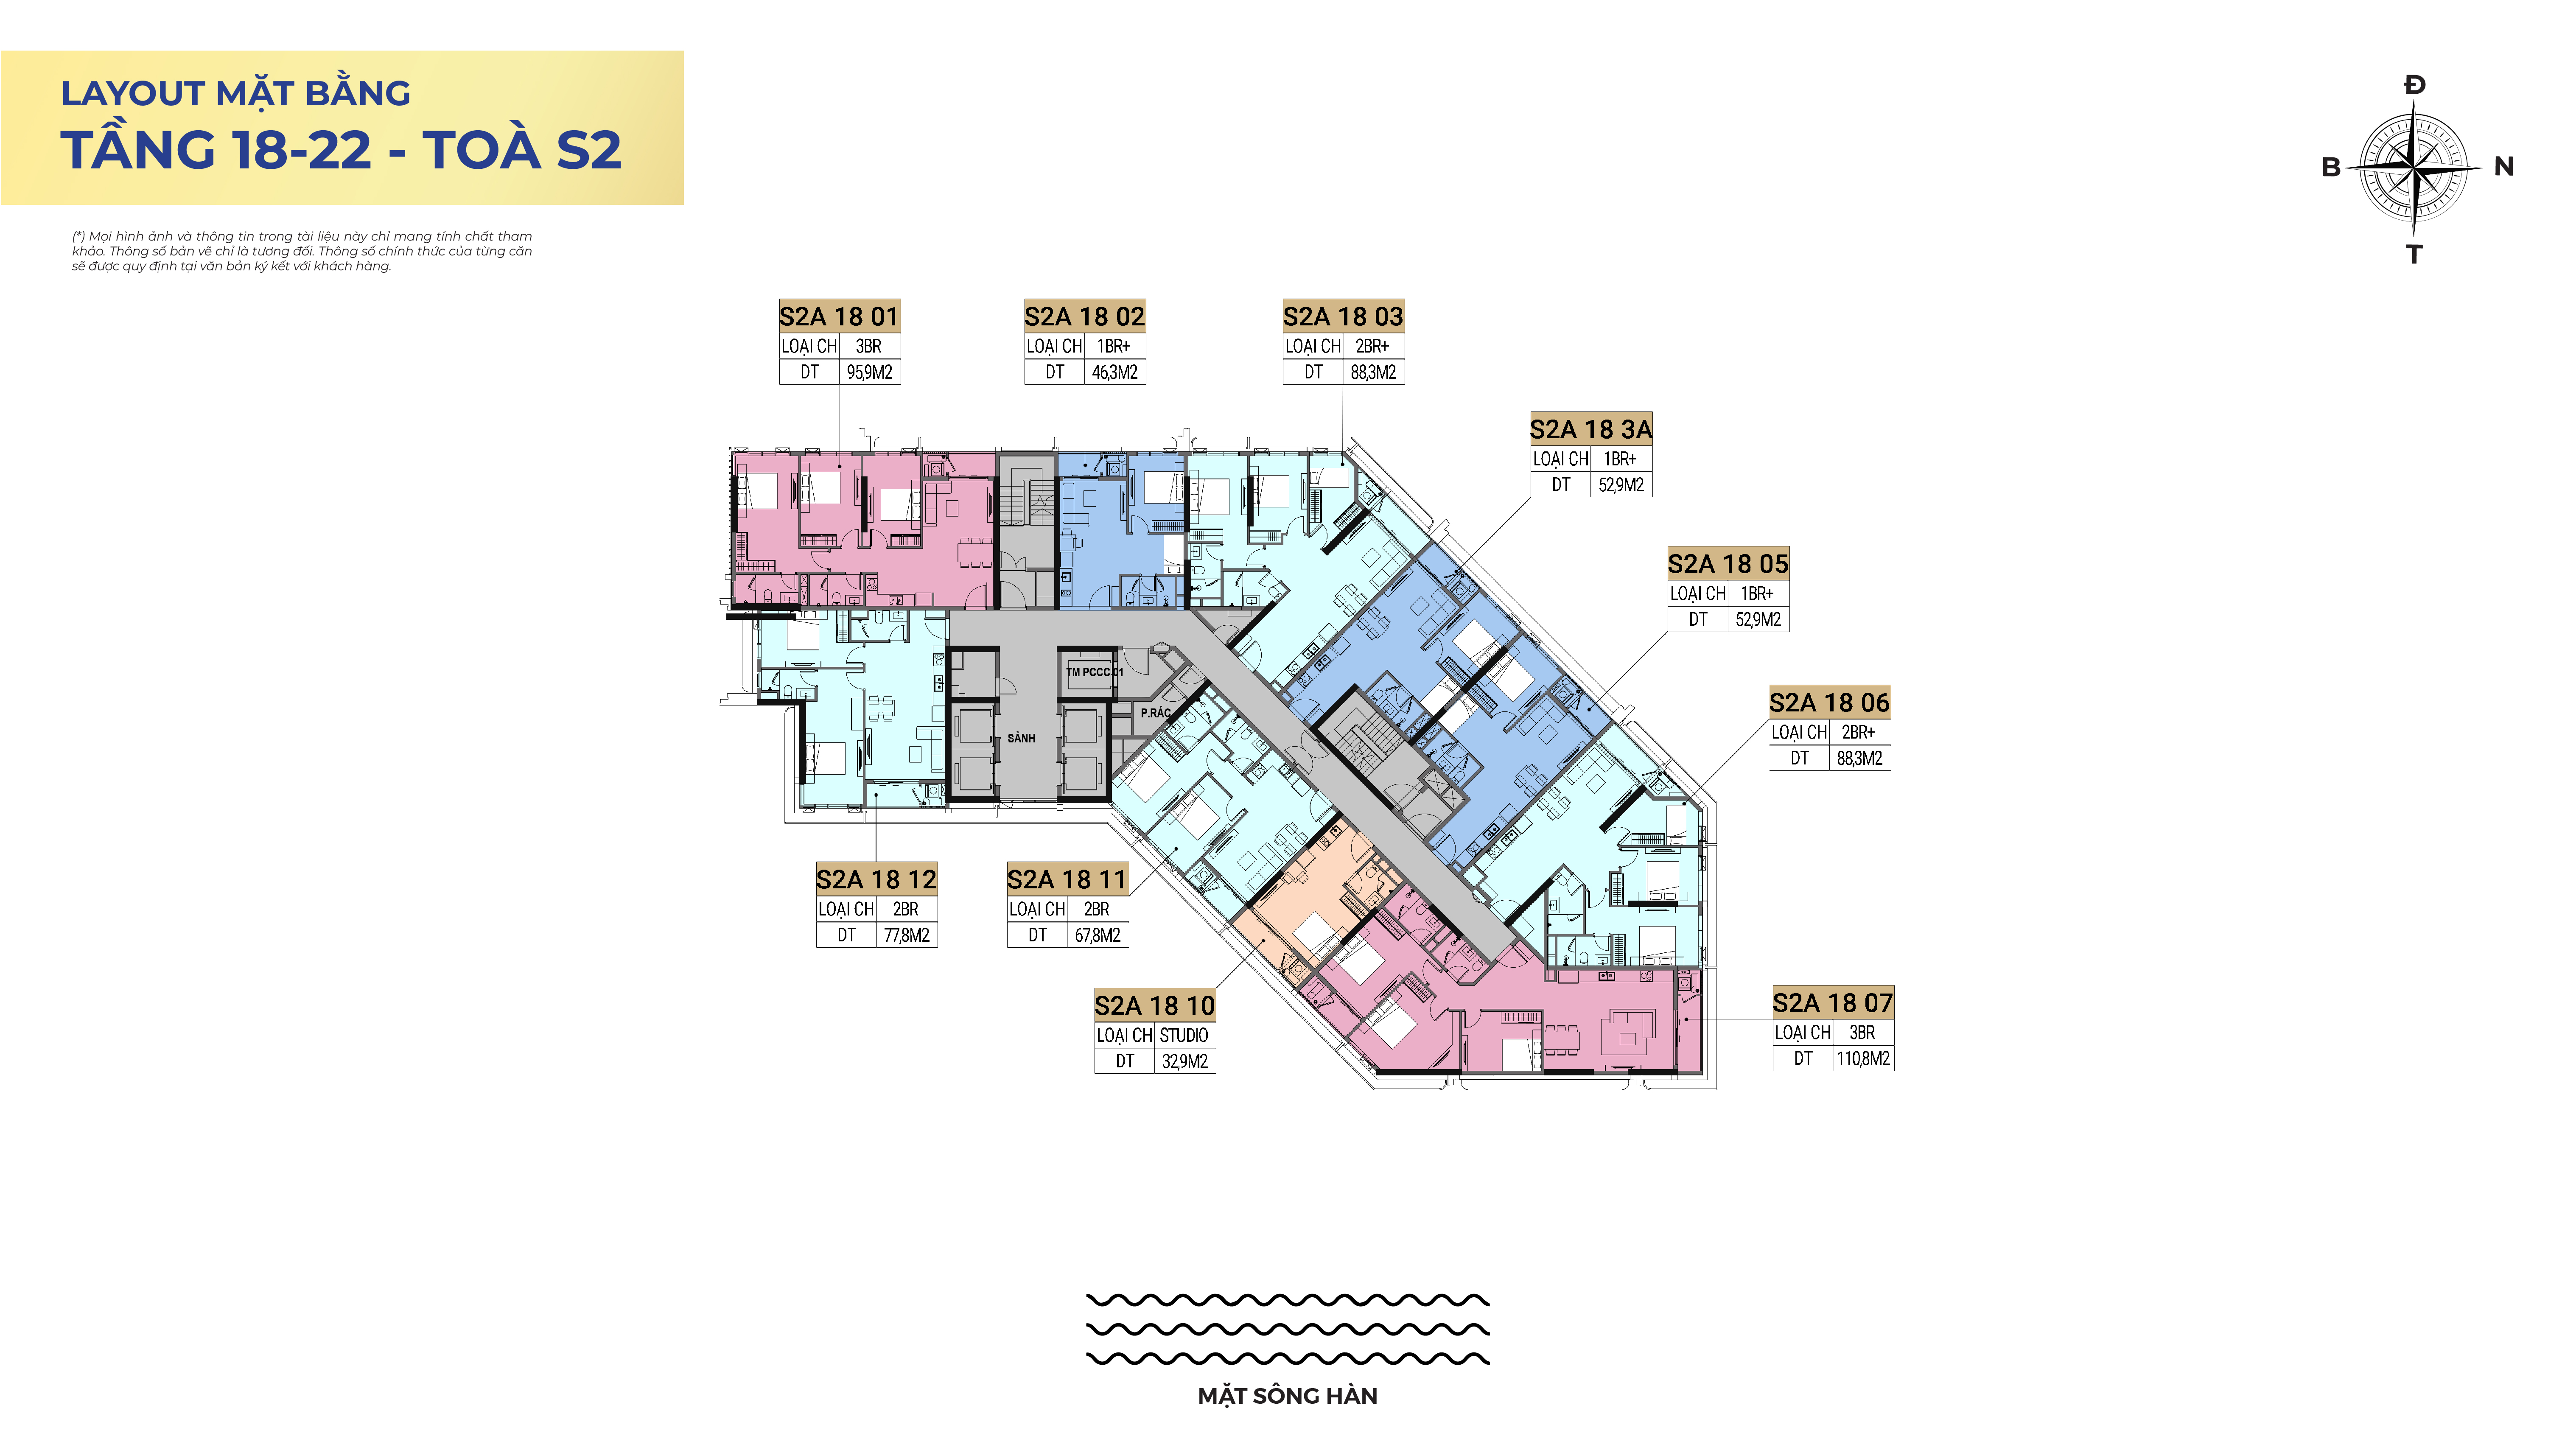 LAYOUT MẶT BẰNG
TẦNG 18-22 - TOÀ S2
(*) Mọi hình ảnh và thông tin trong tài liệu này chỉ mang tính chất tham
khảo. Thông số bản vẽ chỉ là tương đối. Thông số chính thức của từng căn
sẽ được quy định tại văn bản ký kết với khách hàng.
Đ
B
N
T
S2A 18 01
LOẠI CH 3BR
DT 95,9M2
S2A 18 02
LOẠI CH 1BR+
DT 46,3M2
S2A 18 03
LOẠI CH 2BR+
DT 88,3M2
S2A 18 3A
LOẠI CH 1BR+
DT 52,9M2
S2A 18 05
LOẠI CH 1BR+
DT 52,9M2
S2A 18 06
LOẠI CH 2BR+
DT 88,3M2
TM PCCC 01
P.RÁC
SẢNH
S2A 18 12
LOẠI CH 2BR
DT 77,8M2
S2A 18 11
LOẠI CH 2BR
DT 67,8M2
S2A 18 10
LOẠI CH STUDIO
DT 32,9M2
S2A 18 07
LOẠI CH 3BR
DT 110,8M2
MẶT SÔNG HÀN